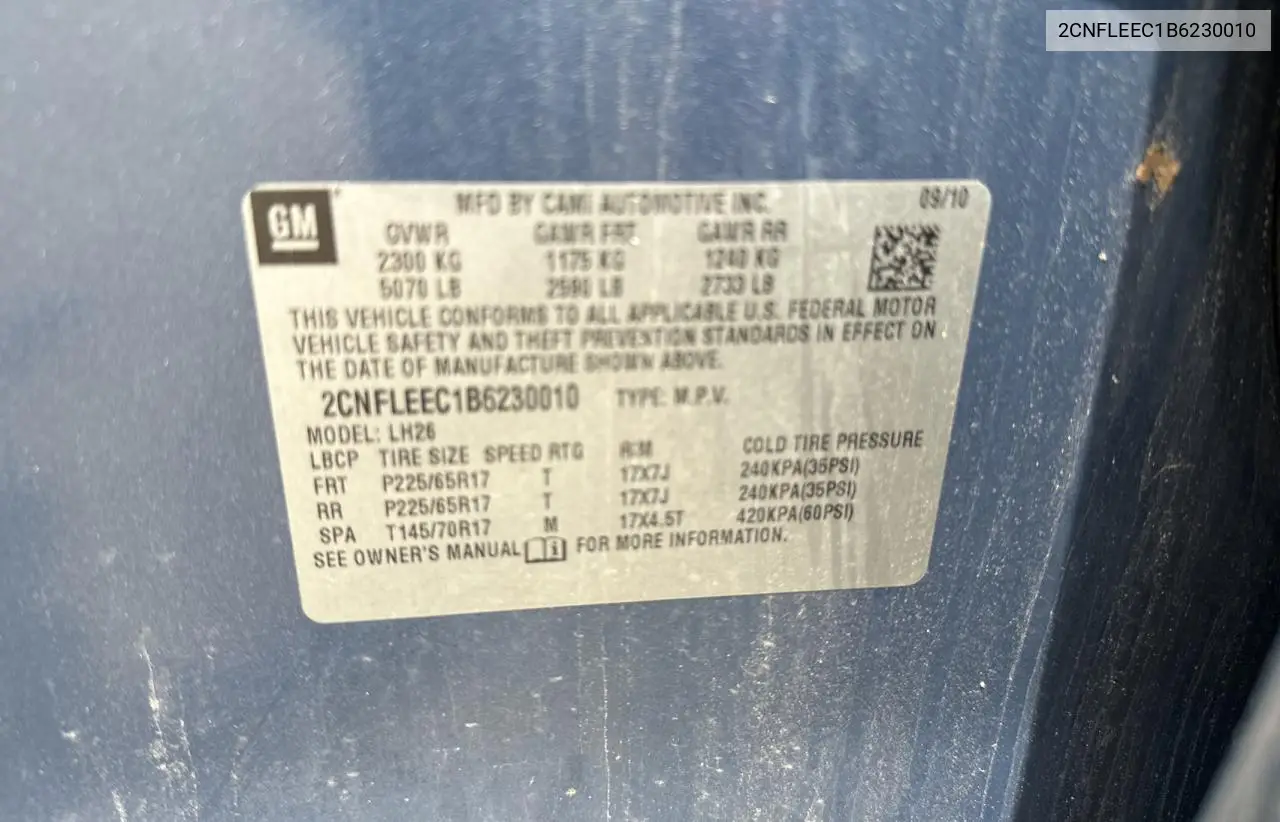 2CNFLEEC1B6230010
GM MFD BY CAMI AUTOMOTIVE INC. 09/10
GVWR GAWR FRT GAWR RR
2300 KG 1175 KG 1240 KG
5070 LB 2590 LB 2733 LB
THIS VEHICLE CONFORMS TO ALL APPLICABLE U.S. FEDERAL MOTOR
VEHICLE SAFETY AND THEFT PREVENTION STANDARDS IN EFFECT ON
THE DATE OF MANUFACTURE SHOWN ABOVE.
2CNFLEEC1B6230010 TYPE: M.P.V.
MODEL: LH26
LBCP TIRE SIZE SPEED RTG RIM COLD TIRE PRESSURE
FRT P225/65R17 T 17X7J 240KPA(35PSI)
RR P225/65R17 T 17X7J 240KPA(35PSI)
SPA T145/70R17 M 17X4.5T 420KPA(60PSI)
SEE OWNER'S MANUAL i FOR MORE INFORMATION.